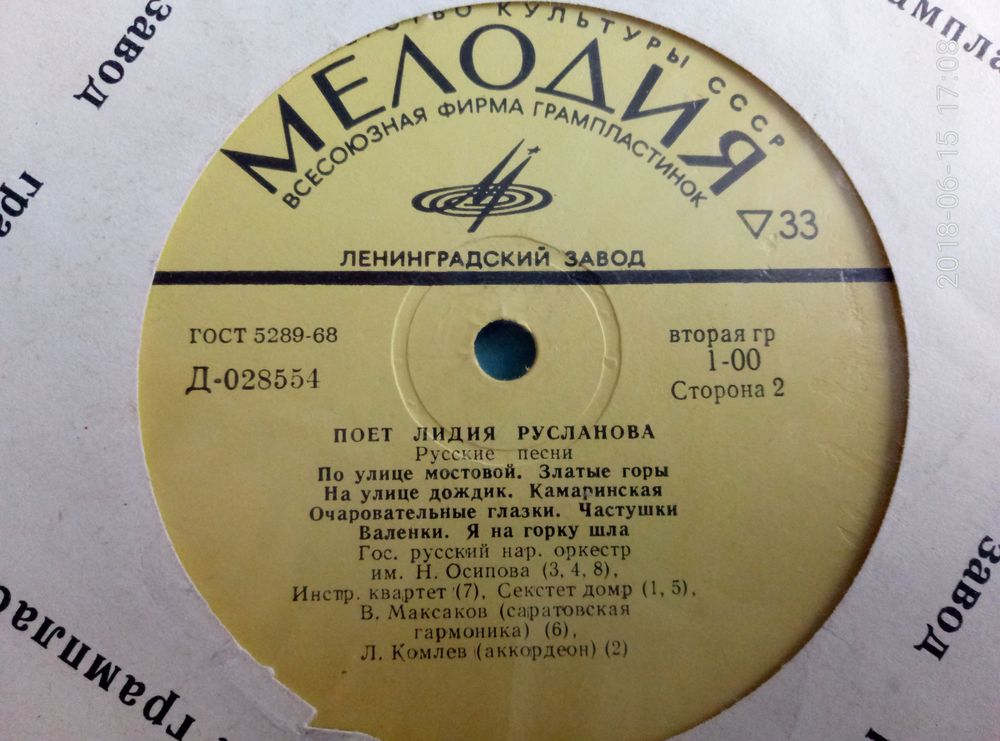 завод
грампла
КУЛЬТУРЫ СССР
МЕЛОДИЯ
ВСЕСОЮЗНАЯ ФИРМА ГРАМПЛАСТИНОК
33
2018-06-15 17:08
ЛЕНИНГРАДСКИЙ ЗАВОД
ГОСТ 5289-68
Д-028554
вторая гр
1-00
Сторона 2
ПОЕТ ЛИДИЯ РУСЛАНОВА
Русские песни
По улице мостовой. Златые горы
На улице дождик. Камаринская
Очаровательные глазки. Частушки
Валенки. Я на горку шла
Гос. русский нар. оркестр
им. Н. Осипова (3, 4, 8),
Инстр. квартет (7), Секстет домр (1, 5),
В. Максаков (саратовская
гармоника) (6),
Л. Комлев (аккордеон) (2)
завод
грамплас